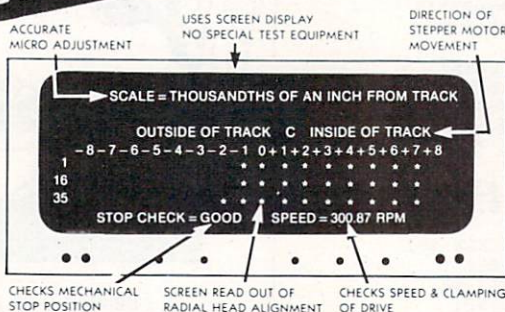 ACCURATE
MICRO ADJUSTMENT
USES SCREEN DISPLAY
NO SPECIAL TEST EQUIPMENT
DIRECTION OF
STEPPER MOTOR
MOVEMENT
SCALE = THOUSANDTHS OF AN INCH FROM TRACK
OUTSIDE OF TRACK C INSIDE OF TRACK
-8-7-6-5-4-3-2-1 0+1+2+3+4+5+6+7+8
1 * * * * * * * * *
16 * * * * * * * * *
35 * * * * * * * * * *
STOP CHECK = GOOD SPEED = 300.87 RPM
CHECKS MECHANICAL
STOP POSITION
SCREEN READ OUT OF
RADIAL HEAD ALIGNMENT
CHECKS SPEED & CLAMPING
OF DRIVE